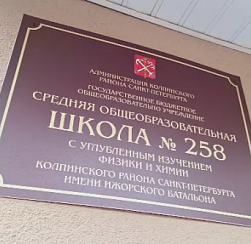 АДМИНИСТРАЦИЯ КОЛПИНСКОГО
РАЙОНА САНКТ-ПЕТЕРБУРГА
ГОСУДАРСТВЕННОЕ БЮДЖЕТНОЕ
ОБЩЕОБРАЗОВАТЕЛЬНОЕ УЧРЕЖДЕНИЕ
СРЕДНЯЯ ОБЩЕОБРАЗОВАТЕЛЬНАЯ
ШКОЛА № 258
С УГЛУБЛЕННЫМ ИЗУЧЕНИЕМ
ФИЗИКИ И ХИМИИ
КОЛПИНСКОГО РАЙОНА САНКТ-ПЕТЕРБУРГА
ИМЕНИ ИЖОРСКОГО БАТАЛЬОНА